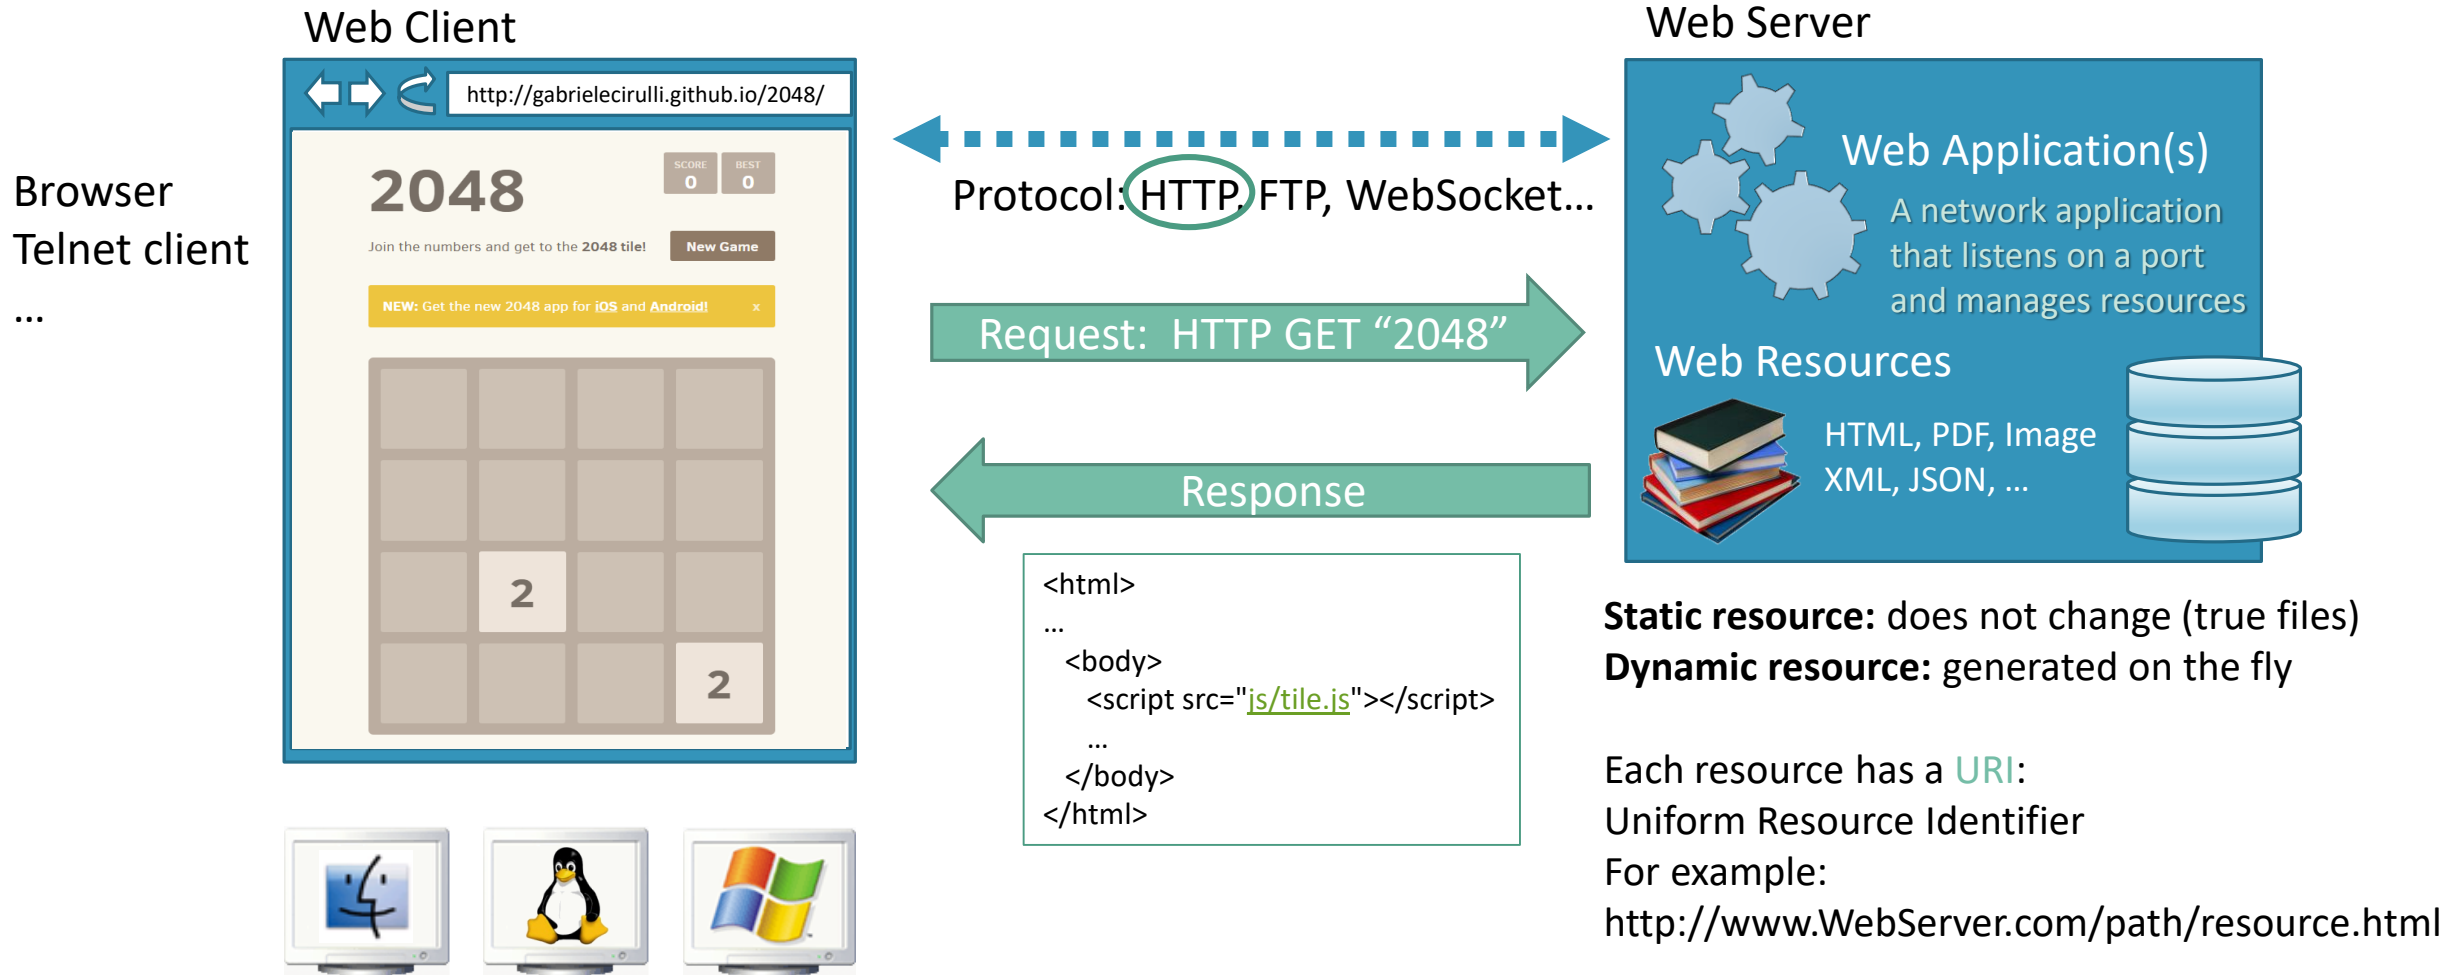 Web Client
http://gabrielecirulli.github.io/2048/
2048
SCORE
0
BEST
0
Join the numbers and get to the 2048 tile!
New Game
NEW: Get the new 2048 app for iOS and Android!
x
2
2
Browser
Telnet client
...
Protocol: HTTP, FTP, WebSocket...
Request: HTTP GET “2048”
Response
<html>
...
<body>
<script src="js/tile.js"></script>
...
</body>
</html>
Web Server
Web Application(s)
A network application
that listens on a port
and manages resources
Web Resources
HTML, PDF, Image
XML, JSON, ...
Static resource: does not change (true files)
Dynamic resource: generated on the fly
Each resource has a URI:
Uniform Resource Identifier
For example:
http://www.WebServer.com/path/resource.html